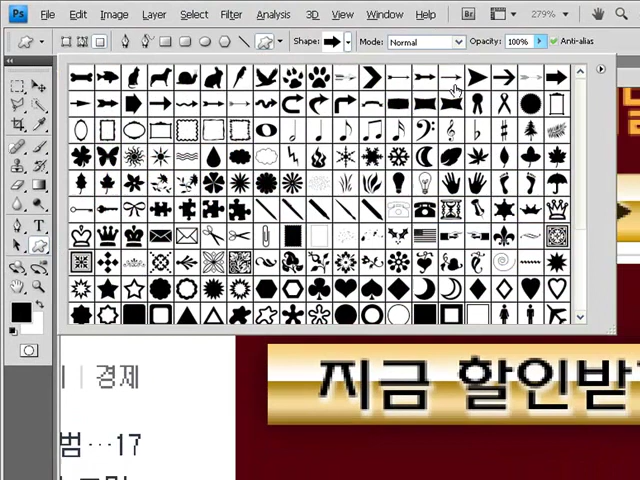 Ps File Edit Image Layer Select Filter Analysis 3D View Window Help Br 279%
Shape: Mode: Normal Opacity: 100% Anti-alias
경제
지금 할인받
범…17